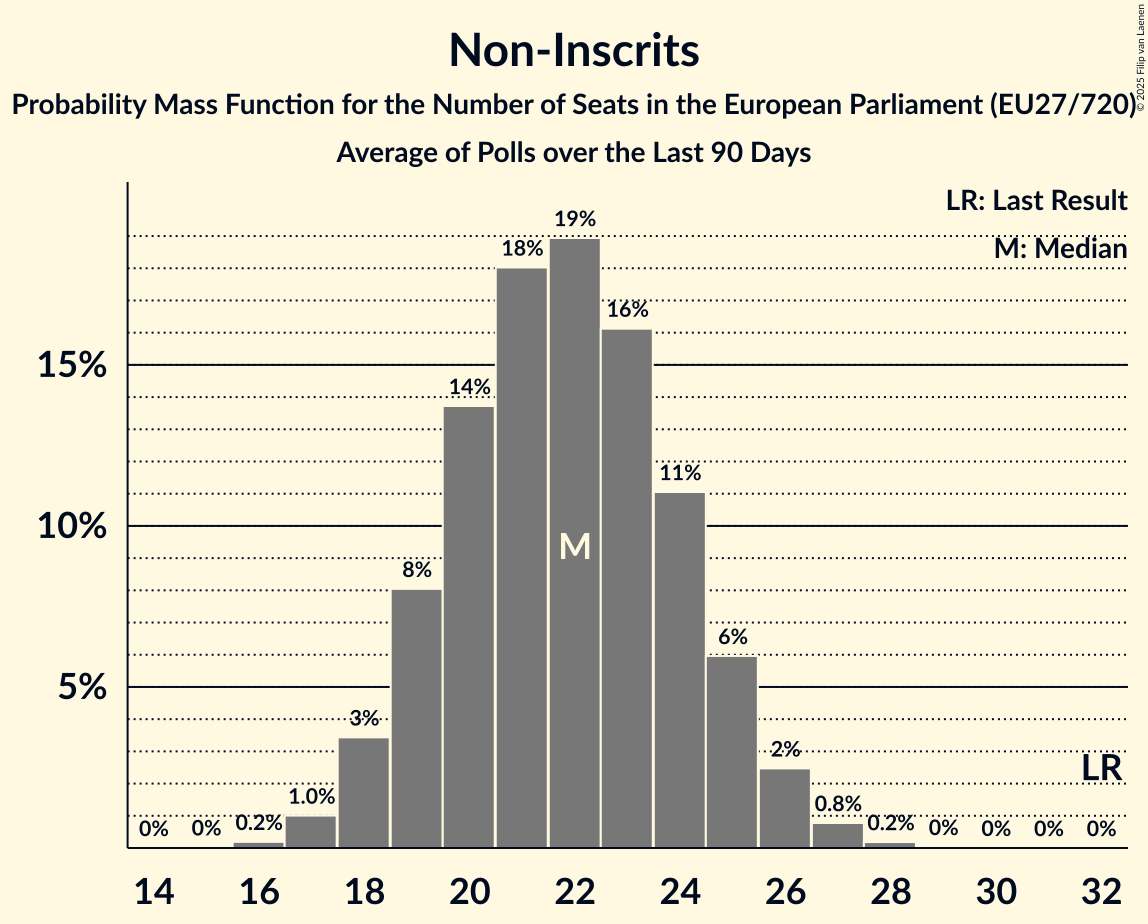 Non-Inscrits
Probability Mass Function for the Number of Seats in the European Parliament (EU27/720)
Average of Polls over the Last 90 Days
© 2025 Filip van Laenen
LR: Last Result
M: Median
15%
10%
5%
0%
0%
0.2%
1.0%
3%
8%
14%
18%
19%
16%
11%
6%
2%
0.8%
0.2%
0%
0%
0%
0%
M
LR
14 16 18 20 22 24 26 28 30 32